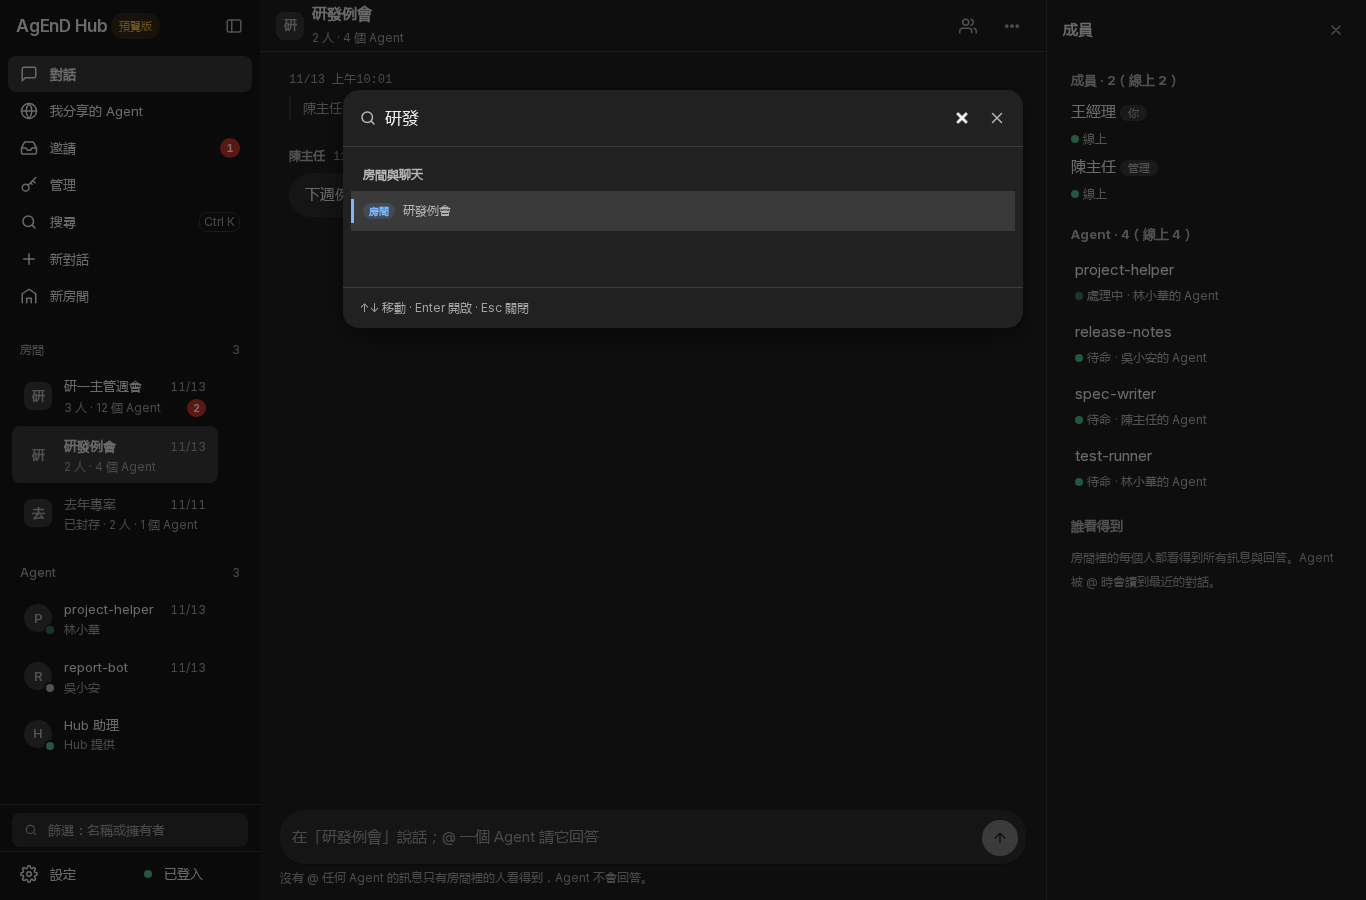 AgEnD Hub 預覽版
對話
我分享的 Agent
邀請 1
管理
搜尋 Ctrl K
新對話
新房間
房間 3
研 研一主管週會 11/13
3 人 · 12 個 Agent 2
研 研發例會 11/13
2 人 · 4 個 Agent
去 去年專案 11/11
已封存 · 2 人 · 1 個 Agent
Agent 3
P project-helper 11/13
林小華
R report-bot 11/13
吳小安
H Hub 助理
Hub 提供
篩選：名稱或擁有者
設定 已登入
研 研發例會
2 人 · 4 個 Agent
11/13 上午10:01
陳主任
陳主任
下週
研發
房間與聊天
房間 研發例會
↑↓ 移動 · Enter 開啟 · Esc 關閉
在「研發例會」說話；@ 一個 Agent 請它回答
沒有 @ 任何 Agent 的訊息只有房間裡的人看得到，Agent 不會回答。
成員
成員 · 2（線上 2）
王經理 你
線上
陳主任 管理
線上
Agent · 4（線上 4）
project-helper
處理中 · 林小華的 Agent
release-notes
待命 · 吳小安的 Agent
spec-writer
待命 · 陳主任的 Agent
test-runner
待命 · 林小華的 Agent
誰看得到
房間裡的每個人都看得到所有訊息與回答。Agent
被 @ 時會讀到最近的對話。